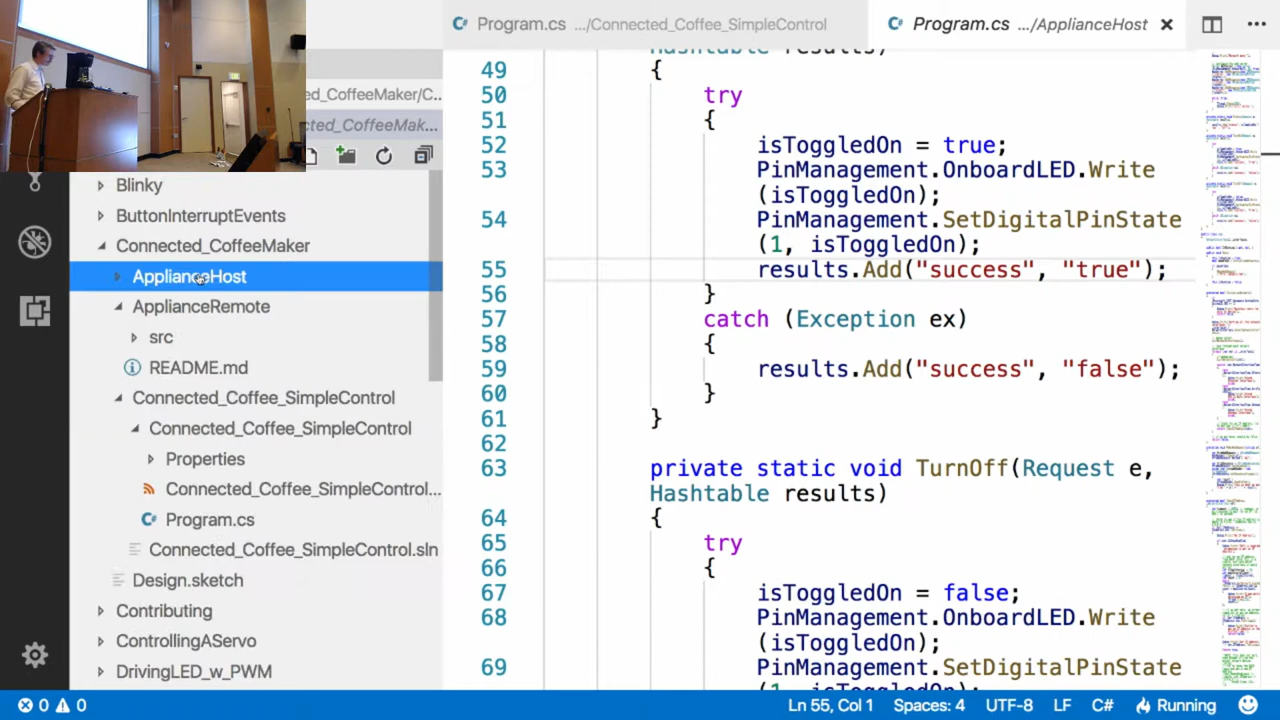 Program.cs .../Connected_Coffee_SimpleControl
Program.cs .../ApplianceHost
ted_CoffeeMaker/C...
cted_CoffeeMak...
Blinky
ButtonInterruptEvents
Connected_CoffeeMaker
ApplianceHost
ApplianceRemote
README.md
Connected_Coffee_SimpleControl
Connected_Coffee_SimpleControl
Properties
Connected_Coffee_SimpleControl...
Program.cs
Connected_Coffee_SimpleControl.sln
Design.sketch
Contributing
ControllingAServo
DrivingLED_w_PWM
Hashtable results)
49 {
50 try
51 {
52 isToggledOn = true;
53 PinManagement.OnboardLED.Write
(isToggledOn);
54 PinManagement.SetDigitalPinState
(1, isToggledOn);
55 results.Add("success", "true");
56 }
57 catch (Exception ex)
58 {
59 results.Add("success", "false");
60 }
61 }
62
63 private static void TurnOff(Request e,
Hashtable results)
64 {
65 try
66 {
67 isToggledOn = false;
68 PinManagement.OnboardLED.Write
(isToggledOn);
69 PinManagement.SetDigitalPinState
(1, isToggledOn);
0 0
Ln 55, Col 1 Spaces: 4 UTF-8 LF C# Running